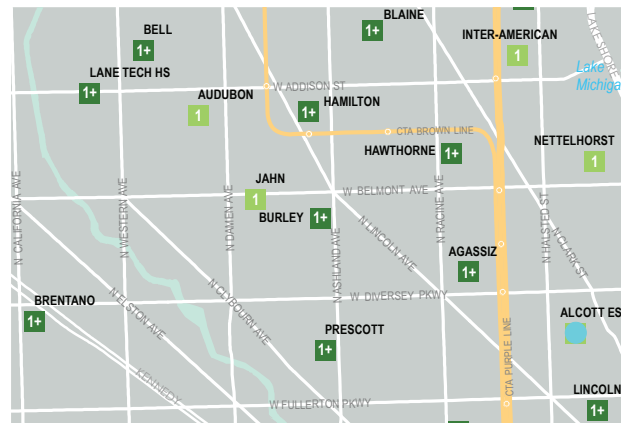 BLAINE
1+
BELL
1+
INTER-AMERICAN
1
LAKESHORE
Lake
Michiga
LANE TECH HS
1+
AUDUBON
1
W ADDISON ST
HAMILTON
1+
CTA BROWN LINE
HAWTHORNE
1+
NETTELHORST
1
JAHN
1
W BELMONT AVE
BURLEY
1+
N CALIFORNIA AVE
N WESTERN AVE
N DAMEN AVE
N ASHLAND AVE
N LINCOLN AVE
N RACINE AVE
N HALSTED ST
N CLARK ST
AGASSIZ
1+
W DIVERSEY PKWY
BRENTANO
1+
N ELSTON AVE
N CLYBOURN AVE
ALCOTT ES
PRESCOTT
1+
CTA PURPLE LINE
KENNEDY
W FULLERTON PKWY
LINCOLN
1+